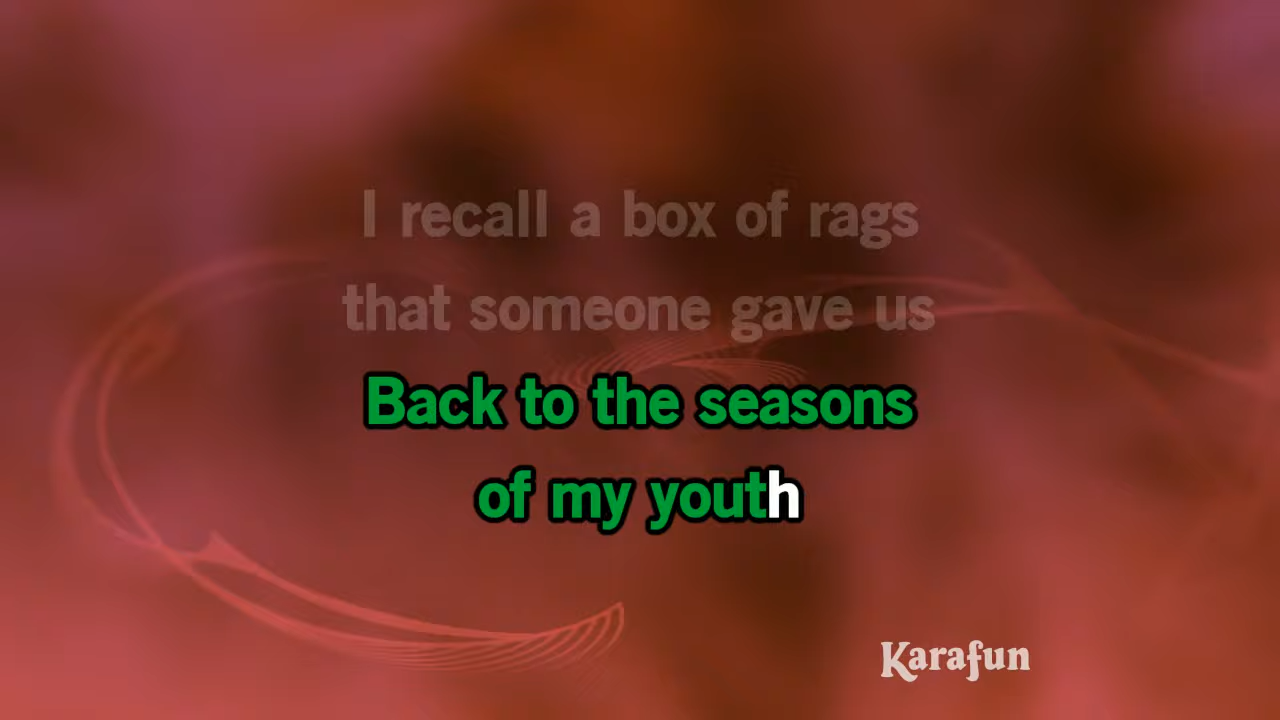 I recall a box of rags
that someone gave us
Back to the seasons
of my youth
Karafun